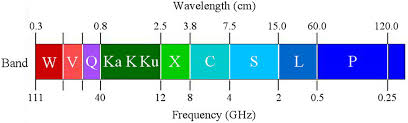 Wavelength (cm)
0.3 0.8 2.5 3.8 7.5 15.0 60.0 120.0
Band W V Q Ka K Ku X C S L P
111 40 12 8 4 2 0.5 0.25
Frequency (GHz)